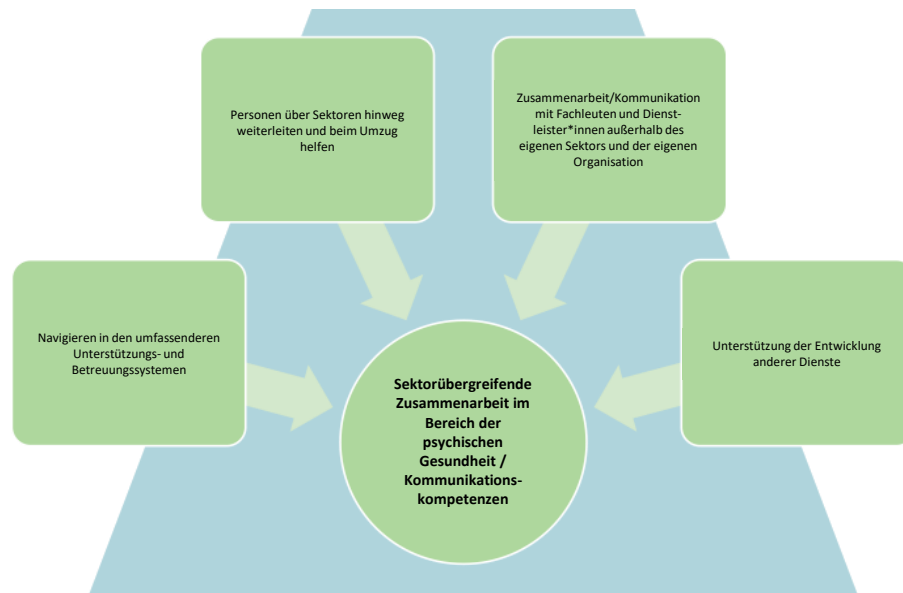 Personen über Sektoren hinweg
weiterleiten und beim Umzug
helfen
Zusammenarbeit/Kommunikation
mit Fachleuten und Dienst-
leister*innen außerhalb des
eigenen Sektors und der eigenen
Organisation
Navigieren in den umfassenderen
Unterstützungs- und
Betreuungssystemen
Unterstützung der Entwicklung
anderer Dienste
Sektorübergreifende
Zusammenarbeit im
Bereich der
psychischen
Gesundheit /
Kommunikations-
kompetenzen